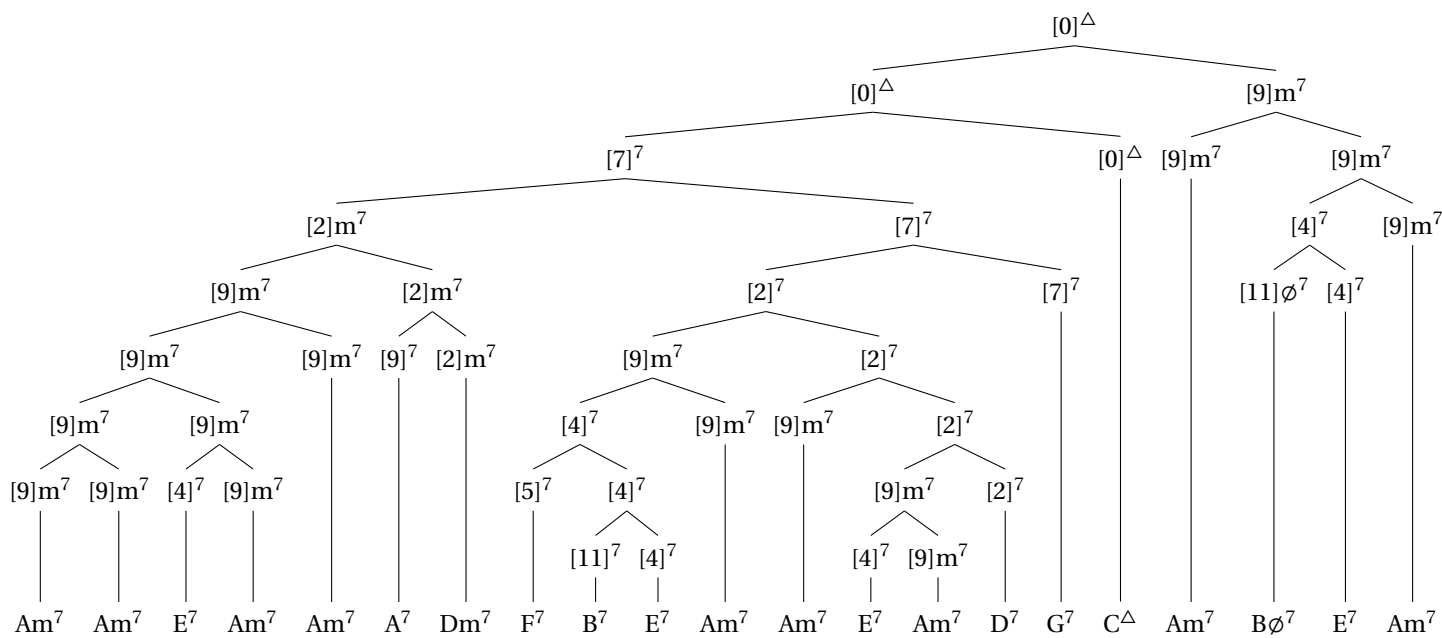 [0]△
[0]△ [9]m⁷
[7]⁷ [0]△ [9]m⁷ [9]m⁷
[2]m⁷ [7]⁷ [4]⁷ [9]m⁷
[9]m⁷ [2]m⁷ [2]⁷ [7]⁷ [11]ø⁷ [4]⁷
[9]m⁷ [9]m⁷ [9]⁷ [2]m⁷ [9]m⁷ [2]⁷
[9]m⁷ [9]m⁷ [4]⁷ [9]m⁷ [9]m⁷ [2]⁷
[9]m⁷ [9]m⁷ [4]⁷ [9]m⁷ [5]⁷ [4]⁷ [9]m⁷ [2]⁷
[11]⁷ [4]⁷ [4]⁷ [9]m⁷
Am⁷ Am⁷ E⁷ Am⁷ Am⁷ A⁷ Dm⁷ F⁷ B⁷ E⁷ Am⁷ Am⁷ E⁷ Am⁷ D⁷ G⁷ C△ Am⁷ Bø⁷ E⁷ Am⁷